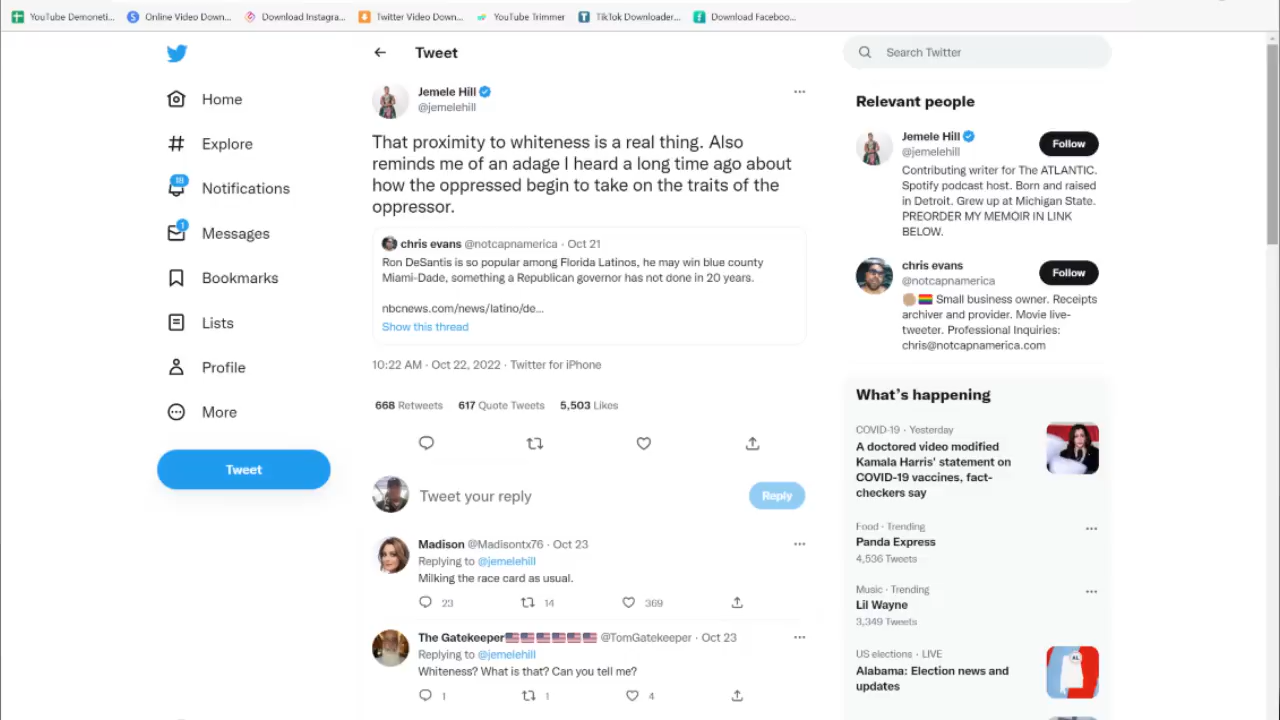 YouTube Demoneti...
Online Video Down...
Download Instagra...
Twitter Video Down...
YouTube Trimmer
TikTok Downloader...
Download Faceboo...
Home
Explore
Notifications
1
Messages
Bookmarks
Lists
Profile
More
Tweet
Tweet
Jemele Hill
@jemelehill
That proximity to whiteness is a real thing. Also
reminds me of an adage I heard a long time ago about
how the oppressed begin to take on the traits of the
oppressor.
chris evans @notcapnamerica · Oct 21
Ron DeSantis is so popular among Florida Latinos, he may win blue county
Miami-Dade, something a Republican governor has not done in 20 years.
nbcnews.com/news/latino/de...
Show this thread
10:22 AM · Oct 22, 2022 · Twitter for iPhone
668 Retweets 617 Quote Tweets 5,503 Likes
Tweet your reply
Reply
Madison @Madisontx76 · Oct 23
Replying to @jemelehill
Milking the race card as usual.
23 14 369
The Gatekeeper🇺🇸🇺🇸🇺🇸🇺🇸🇺🇸🇺🇸 @TomGatekeeper · Oct 23
Replying to @jemelehill
Whiteness? What is that? Can you tell me?
1 1 4
Search Twitter
Relevant people
Jemele Hill
@jemelehill
Follow
Contributing writer for The ATLANTIC.
Spotify podcast host. Born and raised
in Detroit. Grew up at Michigan State.
PREORDER MY MEMOIR IN LINK
BELOW.
chris evans
@notcapnamerica
Follow
Small business owner. Receipts
archiver and provider. Movie live-
tweeter. Professional Inquiries:
chris@notcapnamerica.com
What's happening
COVID-19 · Yesterday
A doctored video modified
Kamala Harris' statement on
COVID-19 vaccines, fact-
checkers say
Food · Trending
Panda Express
4,536 Tweets
Music · Trending
Lil Wayne
3,349 Tweets
US elections · LIVE
Alabama: Election news and
updates
AL